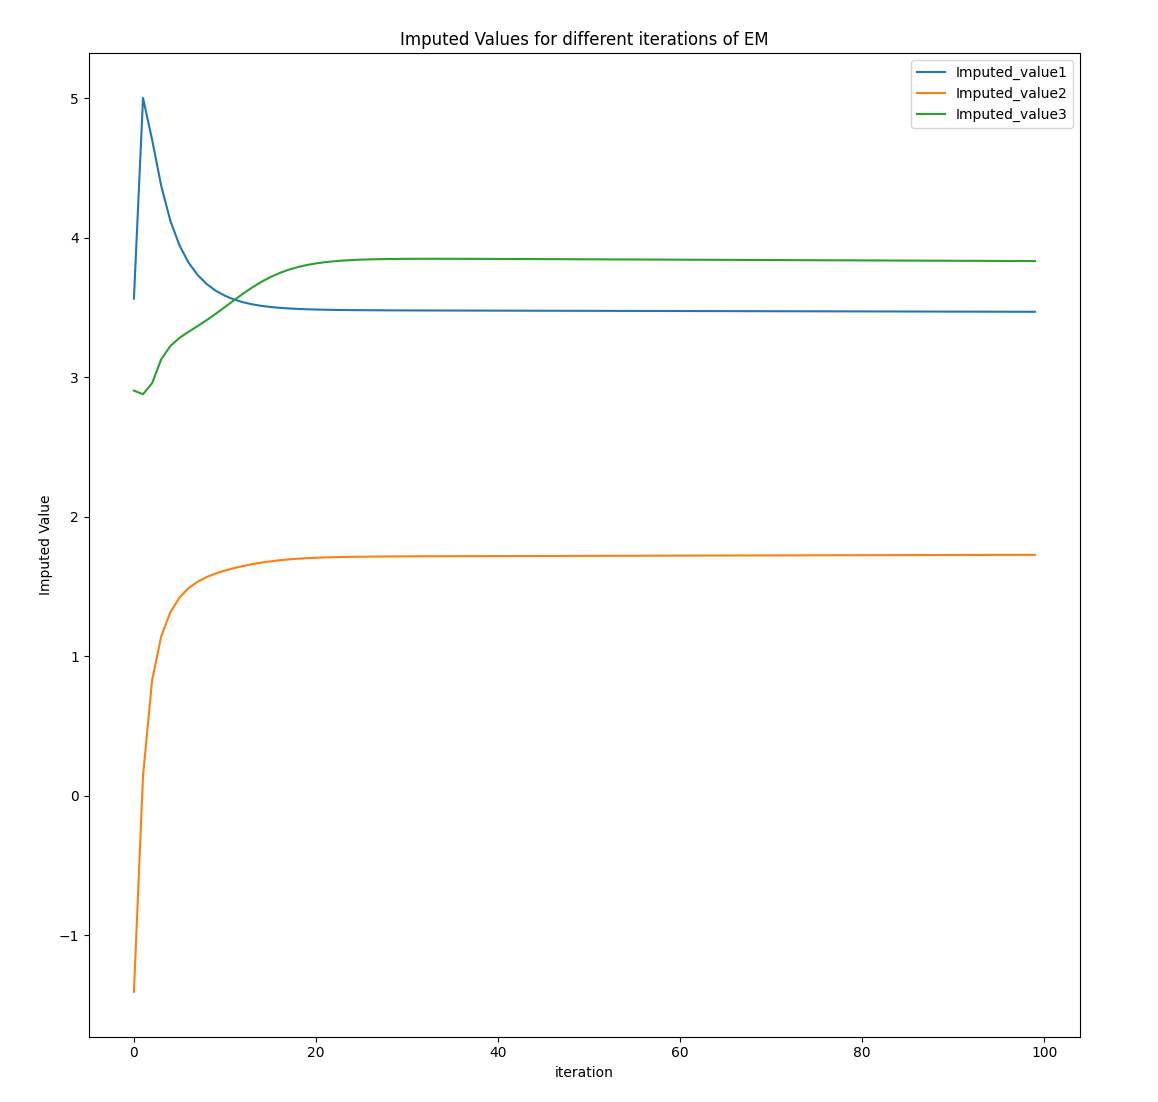 Imputed Values for different iterations of EM
Imputed_value1
Imputed_value2
Imputed_value3
Imputed Value
5
4
3
2
1
0
−1
0 20 40 60 80 100
iteration